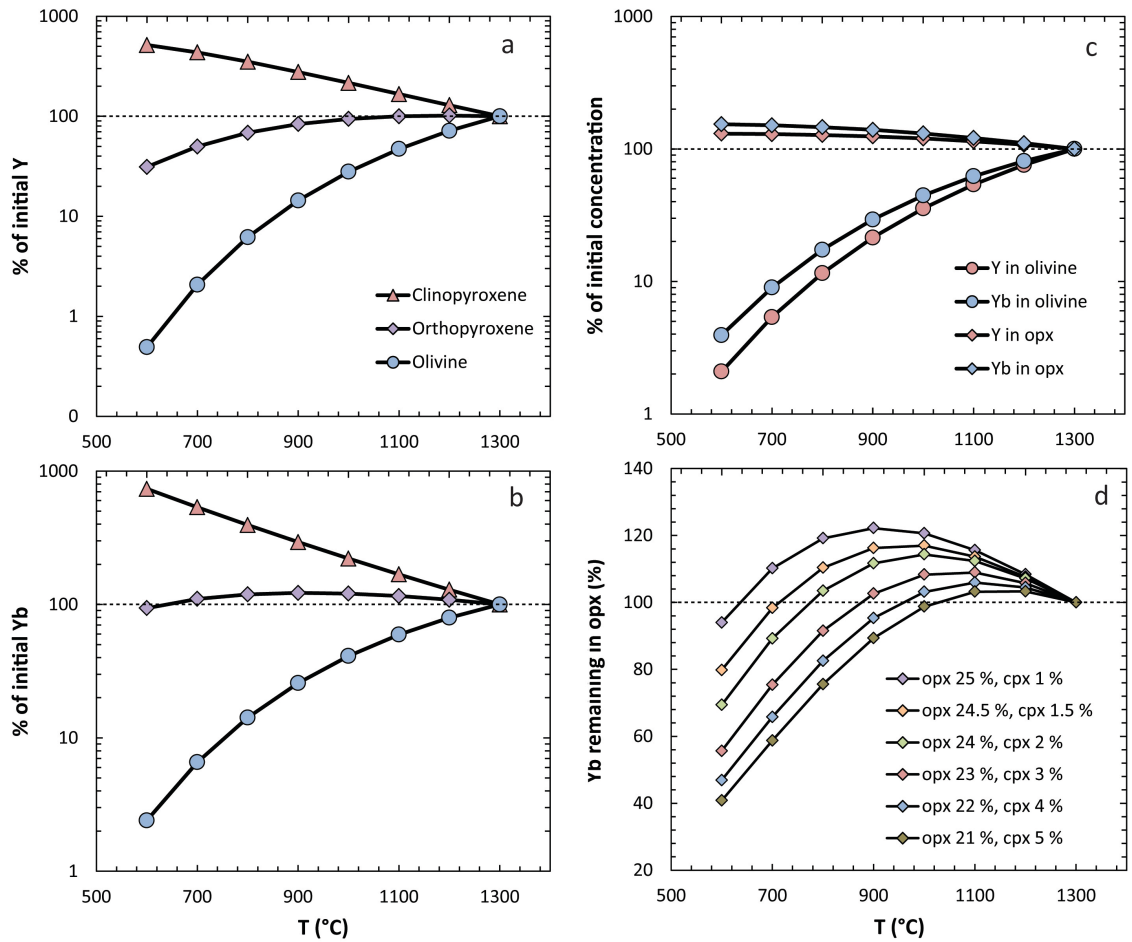 a
1000
100
10
1
0
% of initial Y
Clinopyroxene
Orthopyroxene
Olivine
500 700 900 1100 1300
c
1000
100
10
1
% of initial concentration
Y in olivine
Yb in olivine
Y in opx
Yb in opx
500 700 900 1100 1300
b
1000
100
10
1
% of initial Yb
500 700 900 1100 1300
T (°C)
d
140
120
100
80
60
40
20
Yb remaining in opx (%)
opx 25 %, cpx 1 %
opx 24.5 %, cpx 1.5 %
opx 24 %, cpx 2 %
opx 23 %, cpx 3 %
opx 22 %, cpx 4 %
opx 21 %, cpx 5 %
500 700 900 1100 1300
T (°C)